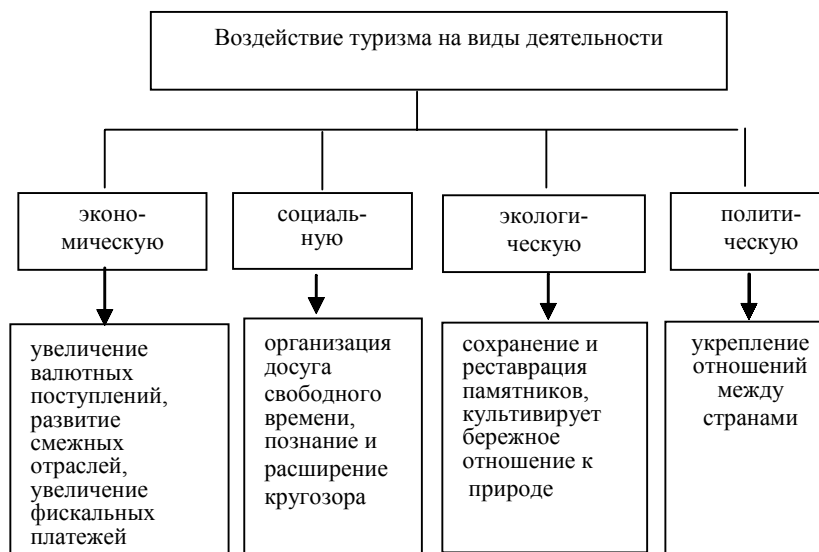 Воздействие туризма на виды деятельности
эконо-
мическую
социаль-
ную
экологи-
ческую
полити-
ческую
увеличение
валютных
поступлений,
развитие
смежных
отраслей,
увеличение
фискальных
платежей
организация
досуга
свободного
времени,
познание и
расширение
кругозора
сохранение и
реставрация
памятников,
культивирует
бережное
отношение к
природе
укрепление
отношений
между
странами